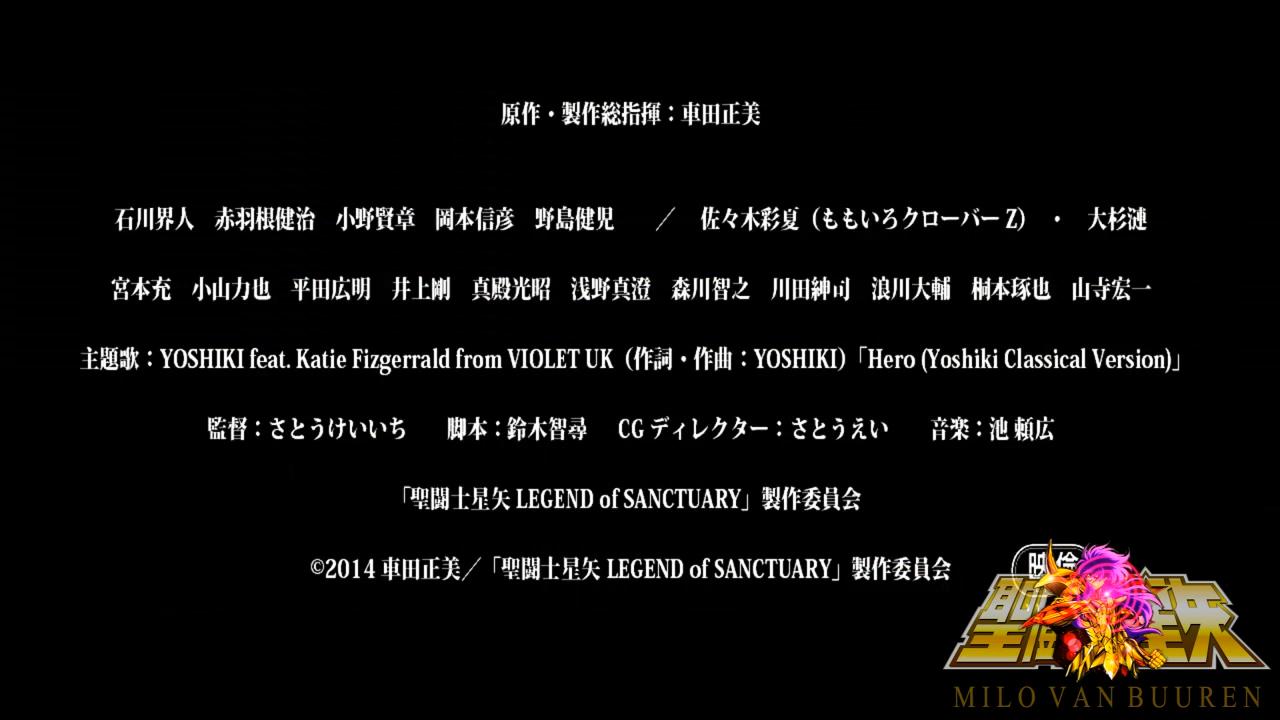 原作・製作総指揮：車田正美
石川界人　赤羽根健治　小野賢章　岡本信彦　野島健児　　／　佐々木彩夏（ももいろクローバーZ）　・　大杉漣
宮本充　小山力也　平田広明　井上剛　真殿光昭　浅野真澄　森川智之　川田紳司　浪川大輔　桐本琢也　山寺宏一
主題歌：YOSHIKI feat. Katie Fizgerrald from VIOLET UK（作詞・作曲：YOSHIKI）「Hero (Yoshiki Classical Version)」
監督：さとうけいいち　　脚本：鈴木智尋　CGディレクター：さとうえい　　音楽：池 頼広
「聖闘士星矢 LEGEND of SANCTUARY」製作委員会
©2014 車田正美／「聖闘士星矢 LEGEND of SANCTUARY」製作委員会
聖 矢
MILO VAN BUUREN